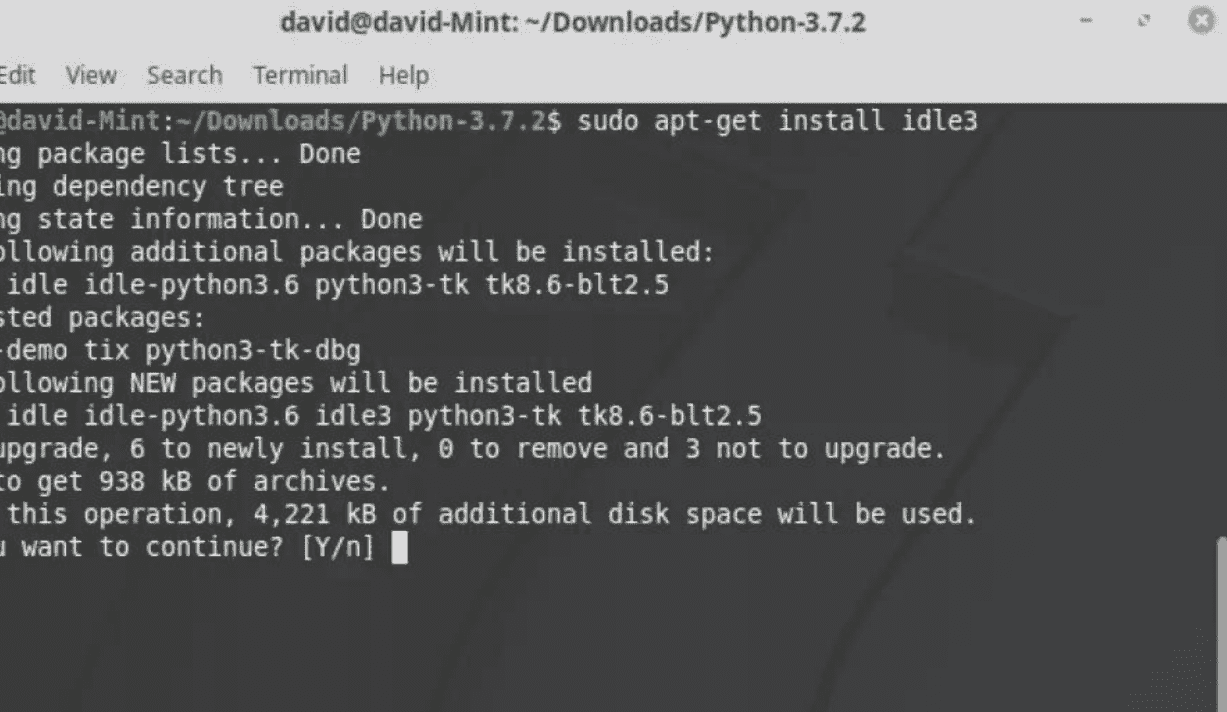 david@david-Mint: ~/Downloads/Python-3.7.2
Edit View Search Terminal Help
@david-Mint:~/Downloads/Python-3.7.2$ sudo apt-get install idle3
ng package lists... Done
ing dependency tree
ng state information... Done
ollowing additional packages will be installed:
idle idle-python3.6 python3-tk tk8.6-blt2.5
sted packages:
-demo tix python3-tk-dbg
ollowing NEW packages will be installed
idle idle-python3.6 idle3 python3-tk tk8.6-blt2.5
upgrade, 6 to newly install, 0 to remove and 3 not to upgrade.
to get 938 kB of archives.
this operation, 4,221 kB of additional disk space will be used.
u want to continue? [Y/n]